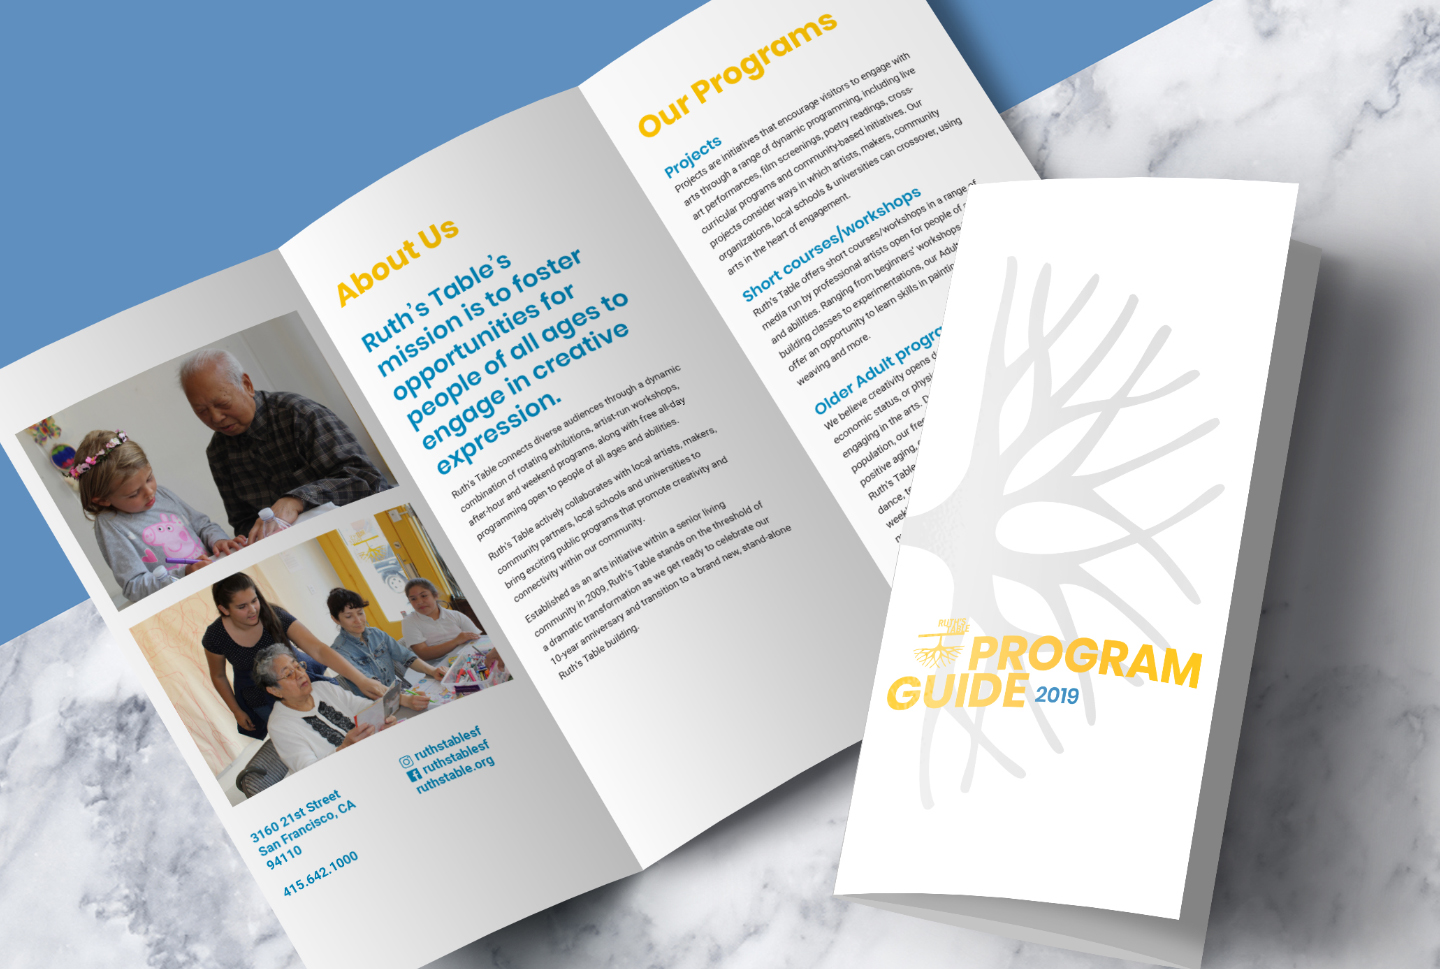 ruthstablesf
ruthstablesf
ruthstable.org
3160 21st Street
San Francisco, CA
94110
415.642.1000
About Us
Ruth's Table's
mission is to foster
opportunities for
people of all ages to
engage in creative
expression.
Ruth's Table connects diverse audiences through a dynamic
combination of rotating exhibitions, artist-run workshops,
after-hour and weekend programs, along with free all-day
programming open to people of all ages and abilities.
Ruth's Table actively collaborates with local artists, makers,
community partners, local schools and universities to
bring exciting public programs that promote creativity and
connectivity within our community.
Established as an arts initiative within a senior living
community in 2009, Ruth's Table stands on the threshold of
a dramatic transformation as we get ready to celebrate our
10-year anniversary and transition to a brand new, stand-alone
Ruth's Table building.
Our Programs
Projects
Projects are initiatives that encourage visitors to engage with
arts through a range of dynamic programming, including live
art performances, film screenings, poetry readings, cross-
curricular programs and community-based initiatives. Our
projects consider ways in which artists, makers, community
organizations, local schools & universities can crossover, using
arts in the heart of engagement.
Short courses/workshops
Ruth's Table offers short courses/workshops in a range of
media run by professional artists open for people of
and abilities. Ranging from beginners' workshops
building classes to experimentations, our Adul
offer an opportunity to learn skills in paintin
weaving and more.
Older Adult progr
We believe creativity opens d
economic status, or physi
engaging in the arts. D
population, our free
positive aging,
Ruth's Table
dance, t
week
RUTH'S
TABLE
PROGRAM
GUIDE 2019